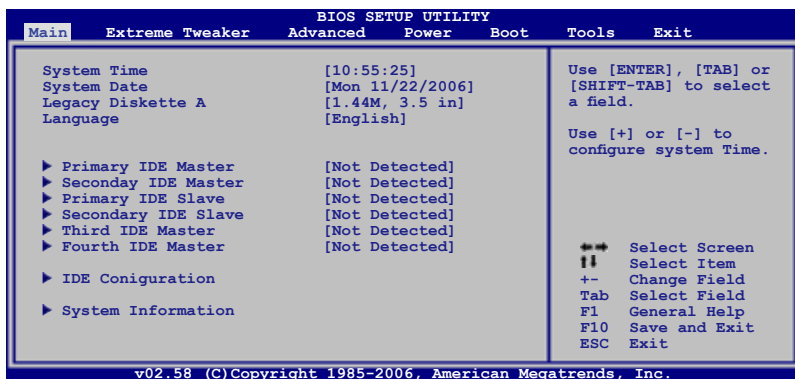 BIOS SETUP UTILITY
Main Extreme Tweaker Advanced Power Boot Tools Exit
System Time [10:55:25]
System Date [Mon 11/22/2006]
Legacy Diskette A [1.44M, 3.5 in]
Language [English]
Primary IDE Master [Not Detected]
Seconday IDE Master [Not Detected]
Primary IDE Slave [Not Detected]
Secondary IDE Slave [Not Detected]
Third IDE Master [Not Detected]
Fourth IDE Master [Not Detected]
IDE Coniguration
System Information
Use [ENTER], [TAB] or
[SHIFT-TAB] to select
a field.
Use [+] or [-] to
configure system Time.
Select Screen
Select Item
+- Change Field
Tab Select Field
F1 General Help
F10 Save and Exit
ESC Exit
v02.58 (C)Copyright 1985-2006, American Megatrends, Inc.